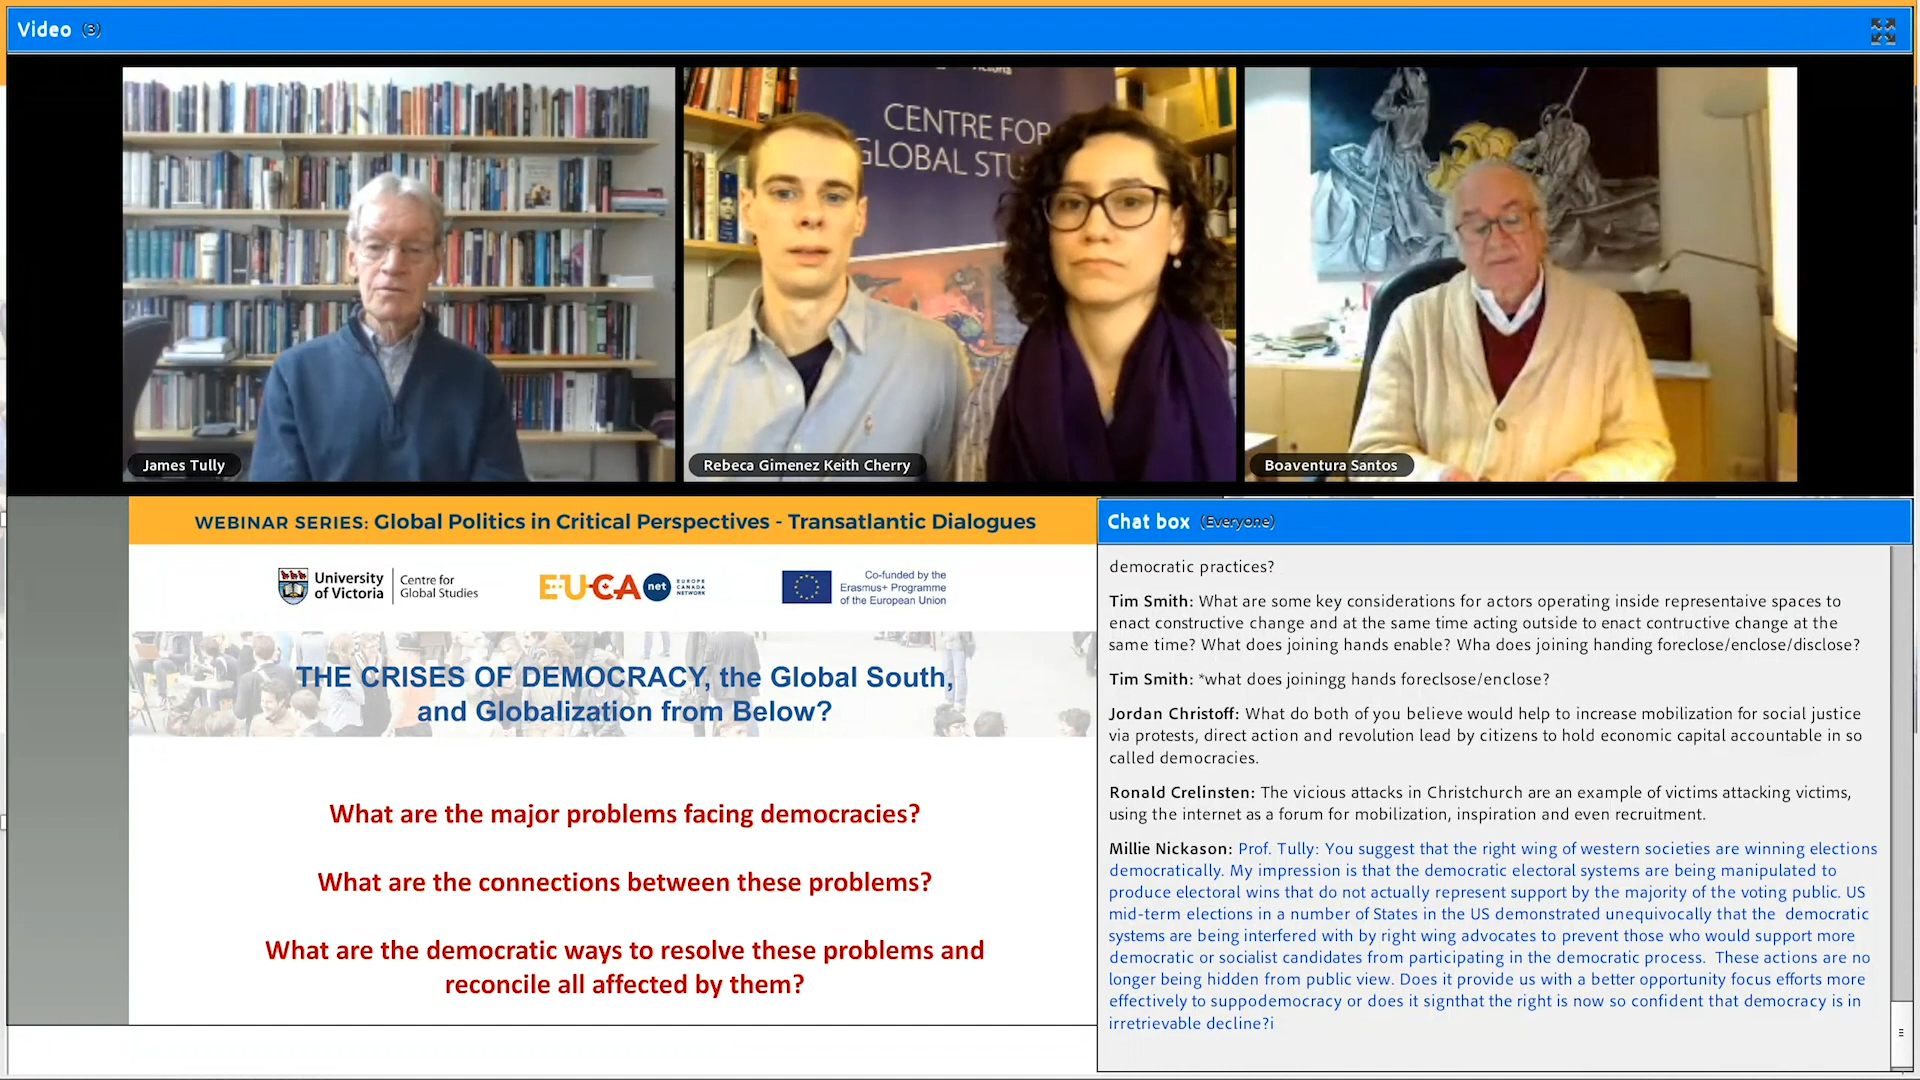 Video (3)
Victoria
CENTRE FOR
GLOBAL STU
James Tully
Rebeca Gimenez Keith Cherry
Boaventura Santos
WEBINAR SERIES: Global Politics in Critical Perspectives - Transatlantic Dialogues
University
of Victoria
Centre for
Global Studies
EUCA net
EUROPE
CANADA
NETWORK
Co-funded by the
Erasmus+ Programme
of the European Union
THE CRISES OF DEMOCRACY, the Global South,
and Globalization from Below?
What are the major problems facing democracies?
What are the connections between these problems?
What are the democratic ways to resolve these problems and
reconcile all affected by them?
Chat box (Everyone)
democratic practices?
Tim Smith: What are some key considerations for actors operating inside representaive spaces to
enact constructive change and at the same time acting outside to enact contructive change at the
same time? What does joining hands enable? Wha does joining handing foreclose/enclose/disclose?
Tim Smith: *what does joiningg hands foreclsose/enclose?
Jordan Christoff: What do both of you believe would help to increase mobilization for social justice
via protests, direct action and revolution lead by citizens to hold economic capital accountable in so
called democracies.
Ronald Crelinsten: The vicious attacks in Christchurch are an example of victims attacking victims,
using the internet as a forum for mobilization, inspiration and even recruitment.
Millie Nickason: Prof. Tully: You suggest that the right wing of western societies are winning elections
democratically. My impression is that the democratic electoral systems are being manipulated to
produce electoral wins that do not actually represent support by the majority of the voting public. US
mid-term elections in a number of States in the US demonstrated unequivocally that the democratic
systems are being interfered with by right wing advocates to prevent those who would support more
democratic or socialist candidates from participating in the democratic process. These actions are no
longer being hidden from public view. Does it provide us with a better opportunity focus efforts more
effectively to suppodemocracy or does it signthat the right is now so confident that democracy is in
irretrievable decline?i